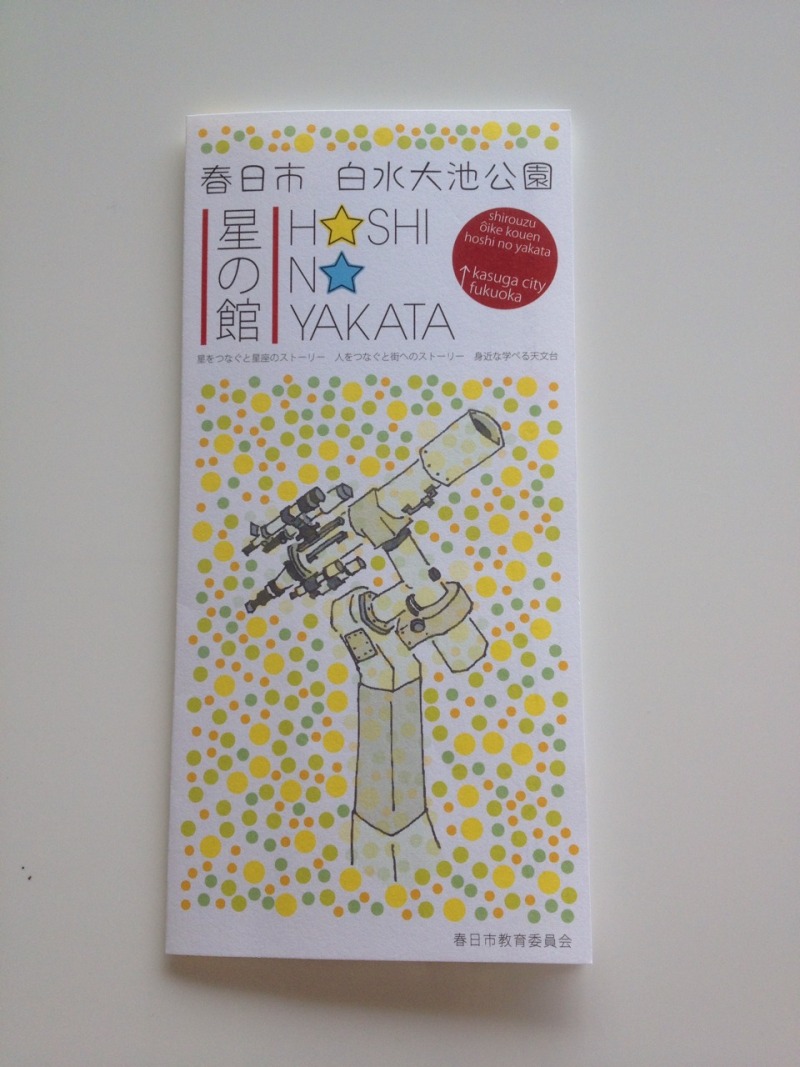 春日市 白水大池公園
星の館
H★SHI
N★
YAKATA
shirouzu
ôike kouen
hoshi no yakata
↑kasuga city
fukuoka
星をつなぐと星座のストーリー 人をつなぐと街へのストーリー 身近な学べる天文台
春日市教育委員会